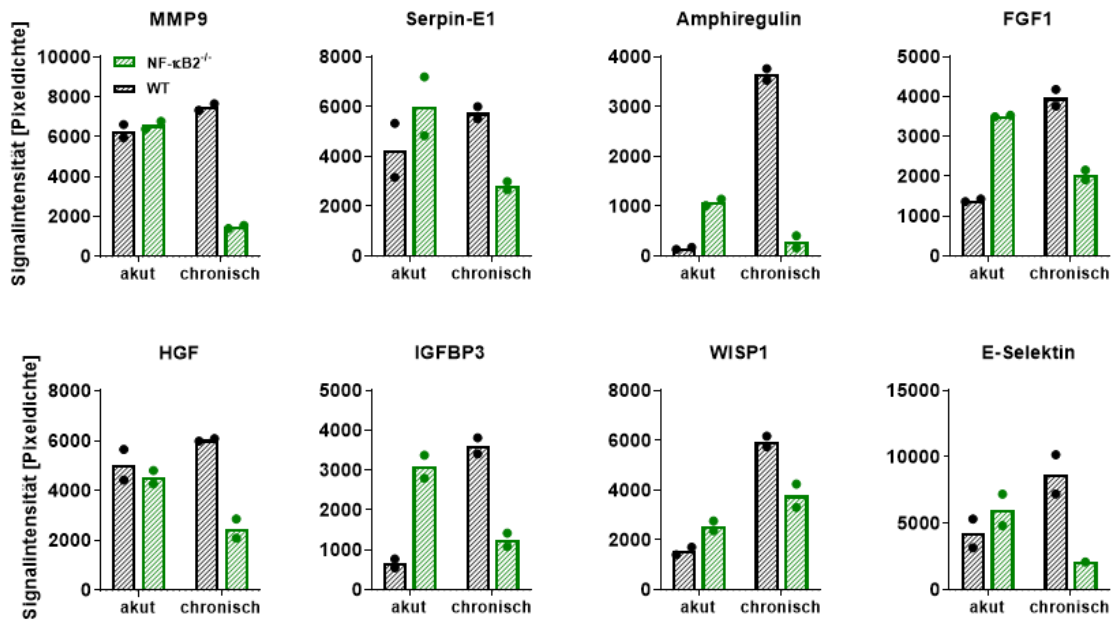 MMP9
Signalintensität [Pixeldichte]
10000
8000
6000
4000
2000
0
NF-κB2-/-
WT
akut chronisch
Serpin-E1
8000
6000
4000
2000
0
akut chronisch
Amphiregulin
4000
3000
2000
1000
0
akut chronisch
FGF1
5000
4000
3000
2000
1000
0
akut chronisch
HGF
Signalintensität [Pixeldichte]
8000
6000
4000
2000
0
akut chronisch
IGFBP3
5000
4000
3000
2000
1000
0
akut chronisch
WISP1
8000
6000
4000
2000
0
akut chronisch
E-Selektin
15000
10000
5000
0
akut chronisch